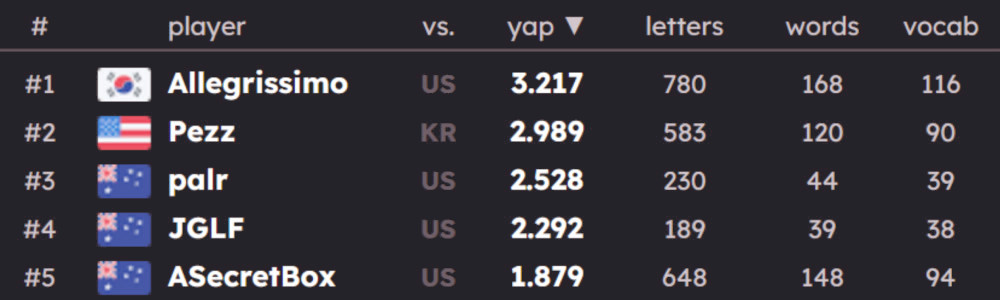 # player vs. yap ▼ letters words vocab
#1 Allegrissimo US 3.217 780 168 116
#2 Pezz KR 2.989 583 120 90
#3 palr US 2.528 230 44 39
#4 JGLF US 2.292 189 39 38
#5 ASecretBox US 1.879 648 148 94